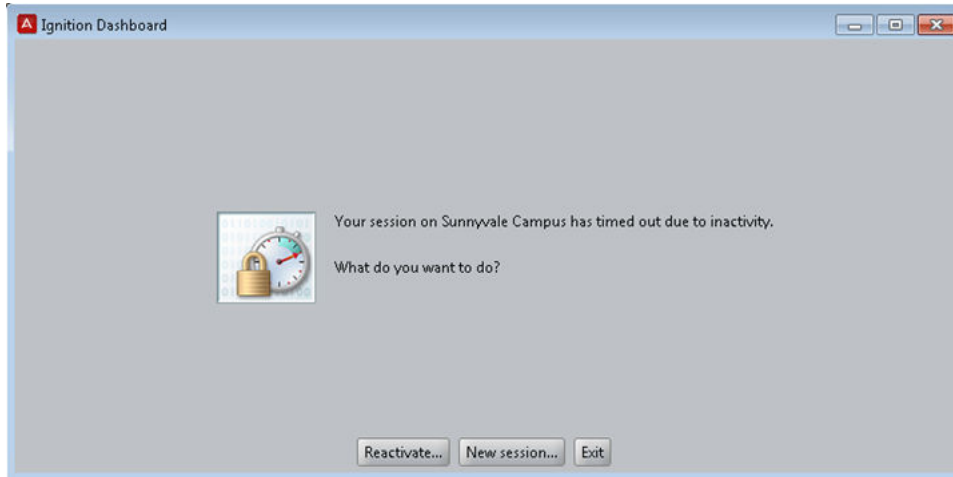 Ignition Dashboard
Your session on Sunnyvale Campus has timed out due to inactivity.
What do you want to do?
Reactivate... New session... Exit